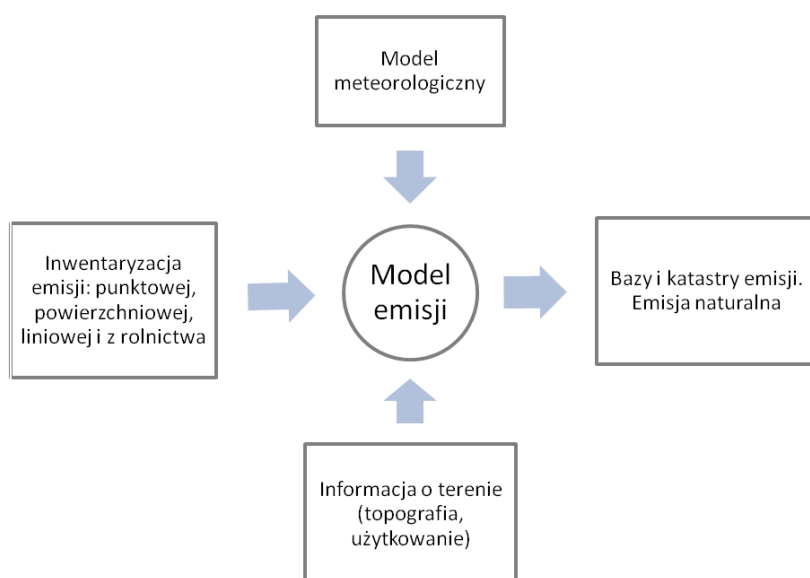 Model
meteorologiczny
Inwentaryzacja
emisji: punktowej,
powierzchniowej,
liniowej i z rolnictwa
Model
emisji
Bazy i katastry emisji.
Emisja naturalna
Informacja o terenie
(topografia,
użytkowanie)